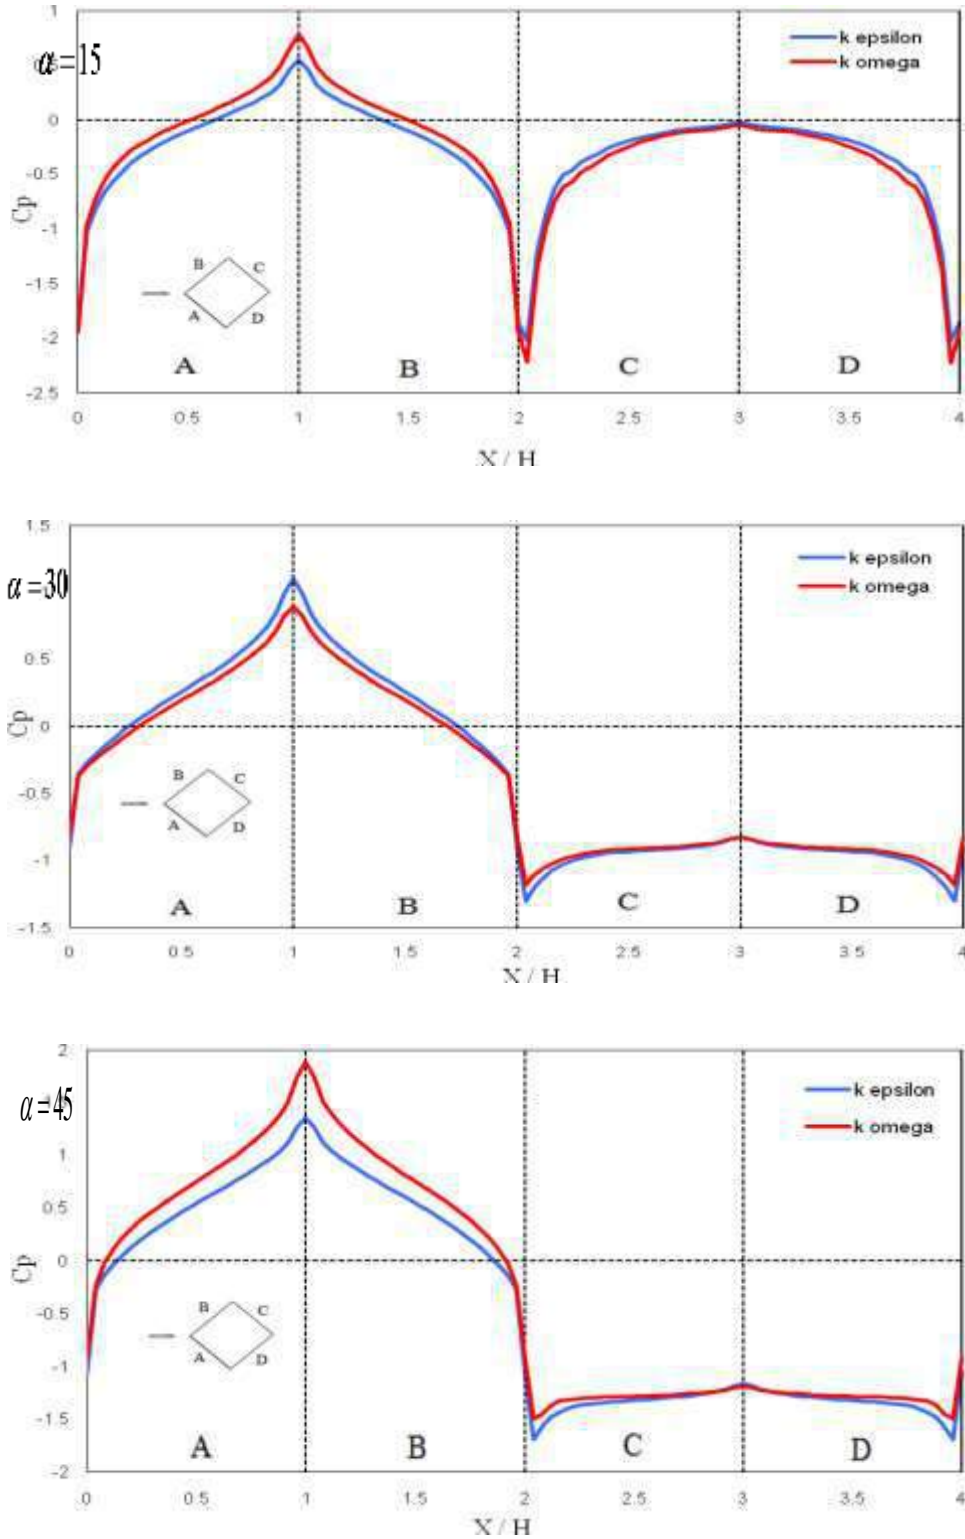 1
α=15
k epsilon
k omega
0
-0.5
Cp
-1
-1.5
-2
-2.5
B C
A D
A B C D
0 0.5 1 1.5 2 2.5 3 3.5 4
X / H
1.5
α=30
k epsilon
k omega
0.5
0
Cp
-0.5
-1
-1.5
B C
A D
A B C D
0 0.5 1 1.5 2 2.5 3 3.5 4
X / H
2
α=45
k epsilon
k omega
1
0.5
0
Cp
-0.5
-1
-1.5
-2
B C
A D
A B C D
0 0.5 1 1.5 2 2.5 3 3.5 4
X / H